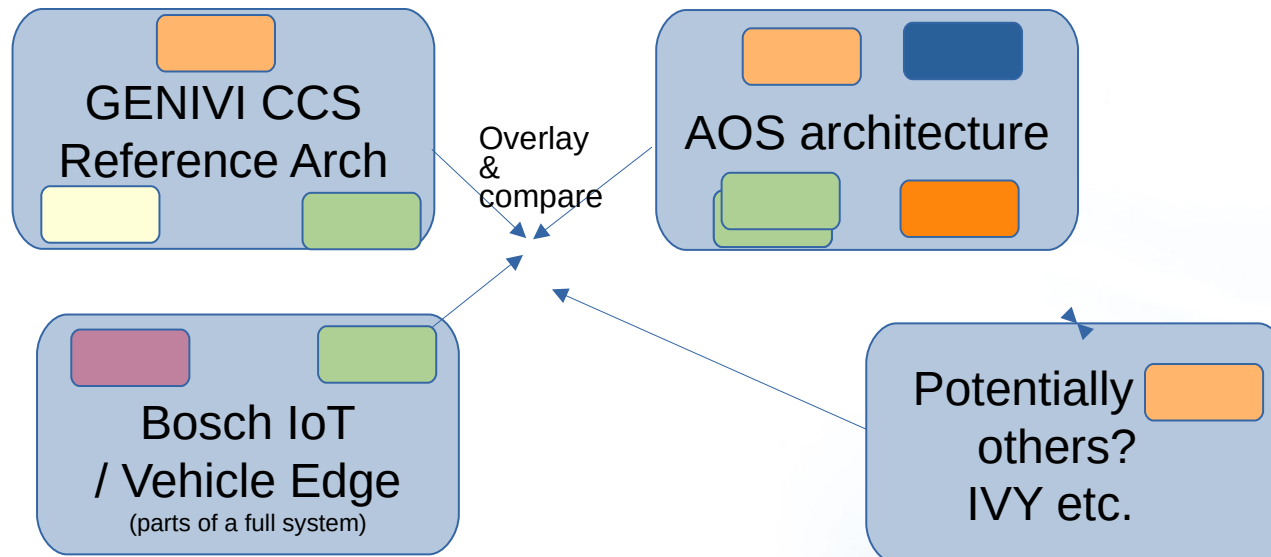 GENIVI CCS
Reference Arch
Overlay
&
compare
AOS architecture
Bosch IoT
/ Vehicle Edge
(parts of a full system)
Potentially
others?
IVY etc.